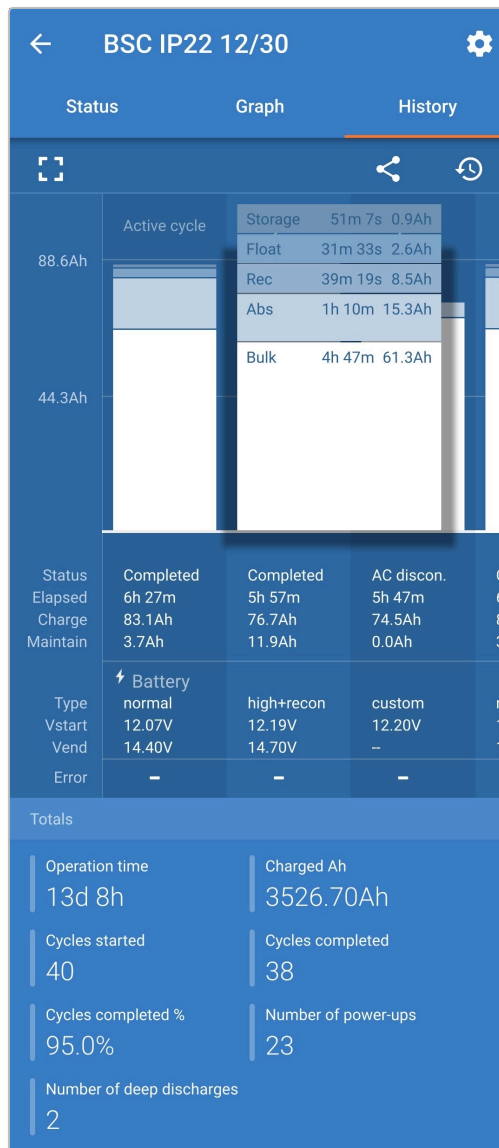 BSC IP22 12/30
Status Graph History
Active cycle
88.6Ah
44.3Ah
Storage 51m 7s 0.9Ah
Float 31m 33s 2.6Ah
Rec 39m 19s 8.5Ah
Abs 1h 10m 15.3Ah
Bulk 4h 47m 61.3Ah
Status Completed Completed AC discon.
Elapsed 6h 27m 5h 57m 5h 47m
Charge 83.1Ah 76.7Ah 74.5Ah
Maintain 3.7Ah 11.9Ah 0.0Ah
Battery
Type normal high+recon custom
Vstart 12.07V 12.19V 12.20V
Vend 14.40V 14.70V --
Error – – –
Totals
Operation time Charged Ah
13d 8h 3526.70Ah
Cycles started Cycles completed
40 38
Cycles completed % Number of power-ups
95.0% 23
Number of deep discharges
2